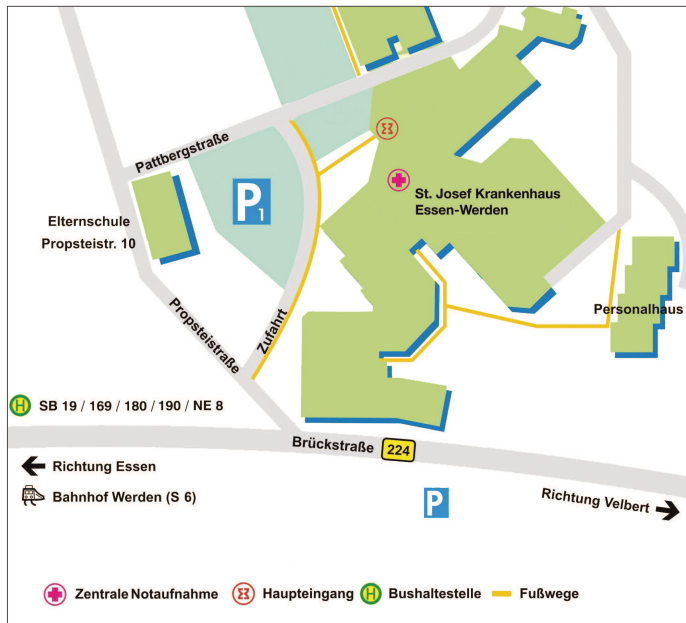 Pattbergstraße
P1
Elternschule
Propsteistr. 10
St. Josef Krankenhaus
Essen-Werden
Personalhaus
Propsteistraße
Zufahrt
H SB 19 / 169 / 180 / 190 / NE 8
Brückstraße 224
Richtung Essen
Bahnhof Werden (S 6)
P
Richtung Velbert
Zentrale Notaufnahme
Haupteingang
H Bushaltestelle
Fußwege